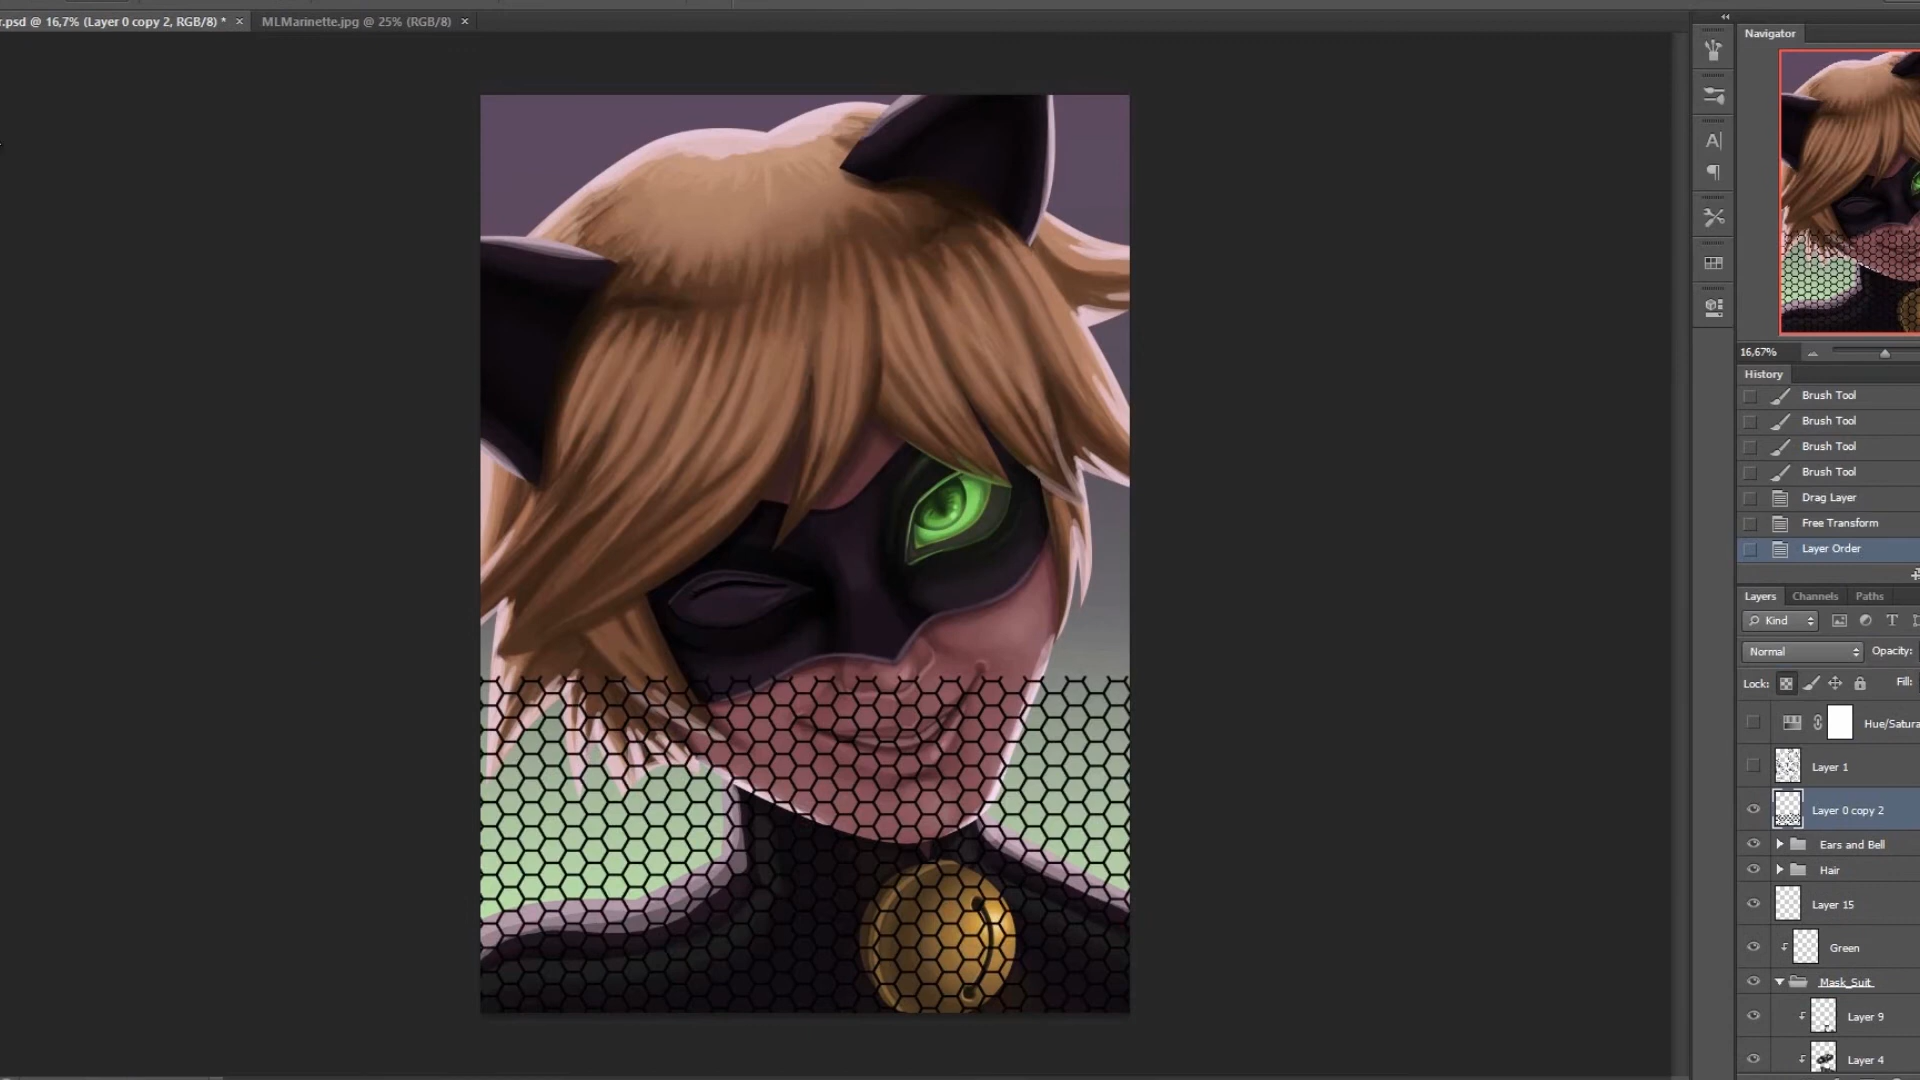 r.psd @ 16,7% (Layer 0 copy 2, RGB/8) * ×
MLMarinette.jpg @ 25% (RGB/8) ×
Navigator
16,67%
History
Brush Tool
Brush Tool
Brush Tool
Brush Tool
Drag Layer
Free Transform
Layer Order
Layers Channels Paths
Kind
Normal Opacity:
Lock: Fill:
Hue/Satura
Layer 1
Layer 0 copy 2
Ears and Bell
Hair
Layer 15
Green
Mask_Suit
Layer 9
Layer 4